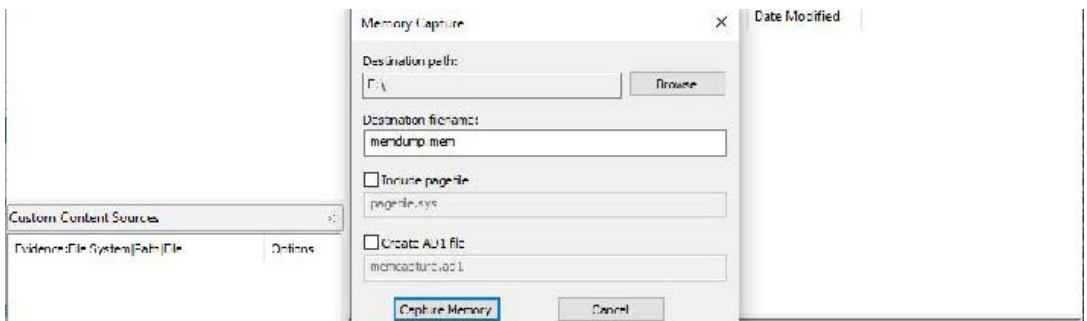 Memory Capture
Date Modified
Destination path:
E:\
Browse
Destination filename:
memdump.mem
Include pagefile
pagefile.sys
Custom Content Sources
Evidence:File System|Path|File
Options
Create AD1 file
memcapture.ad1
Capture Memory
Cancel